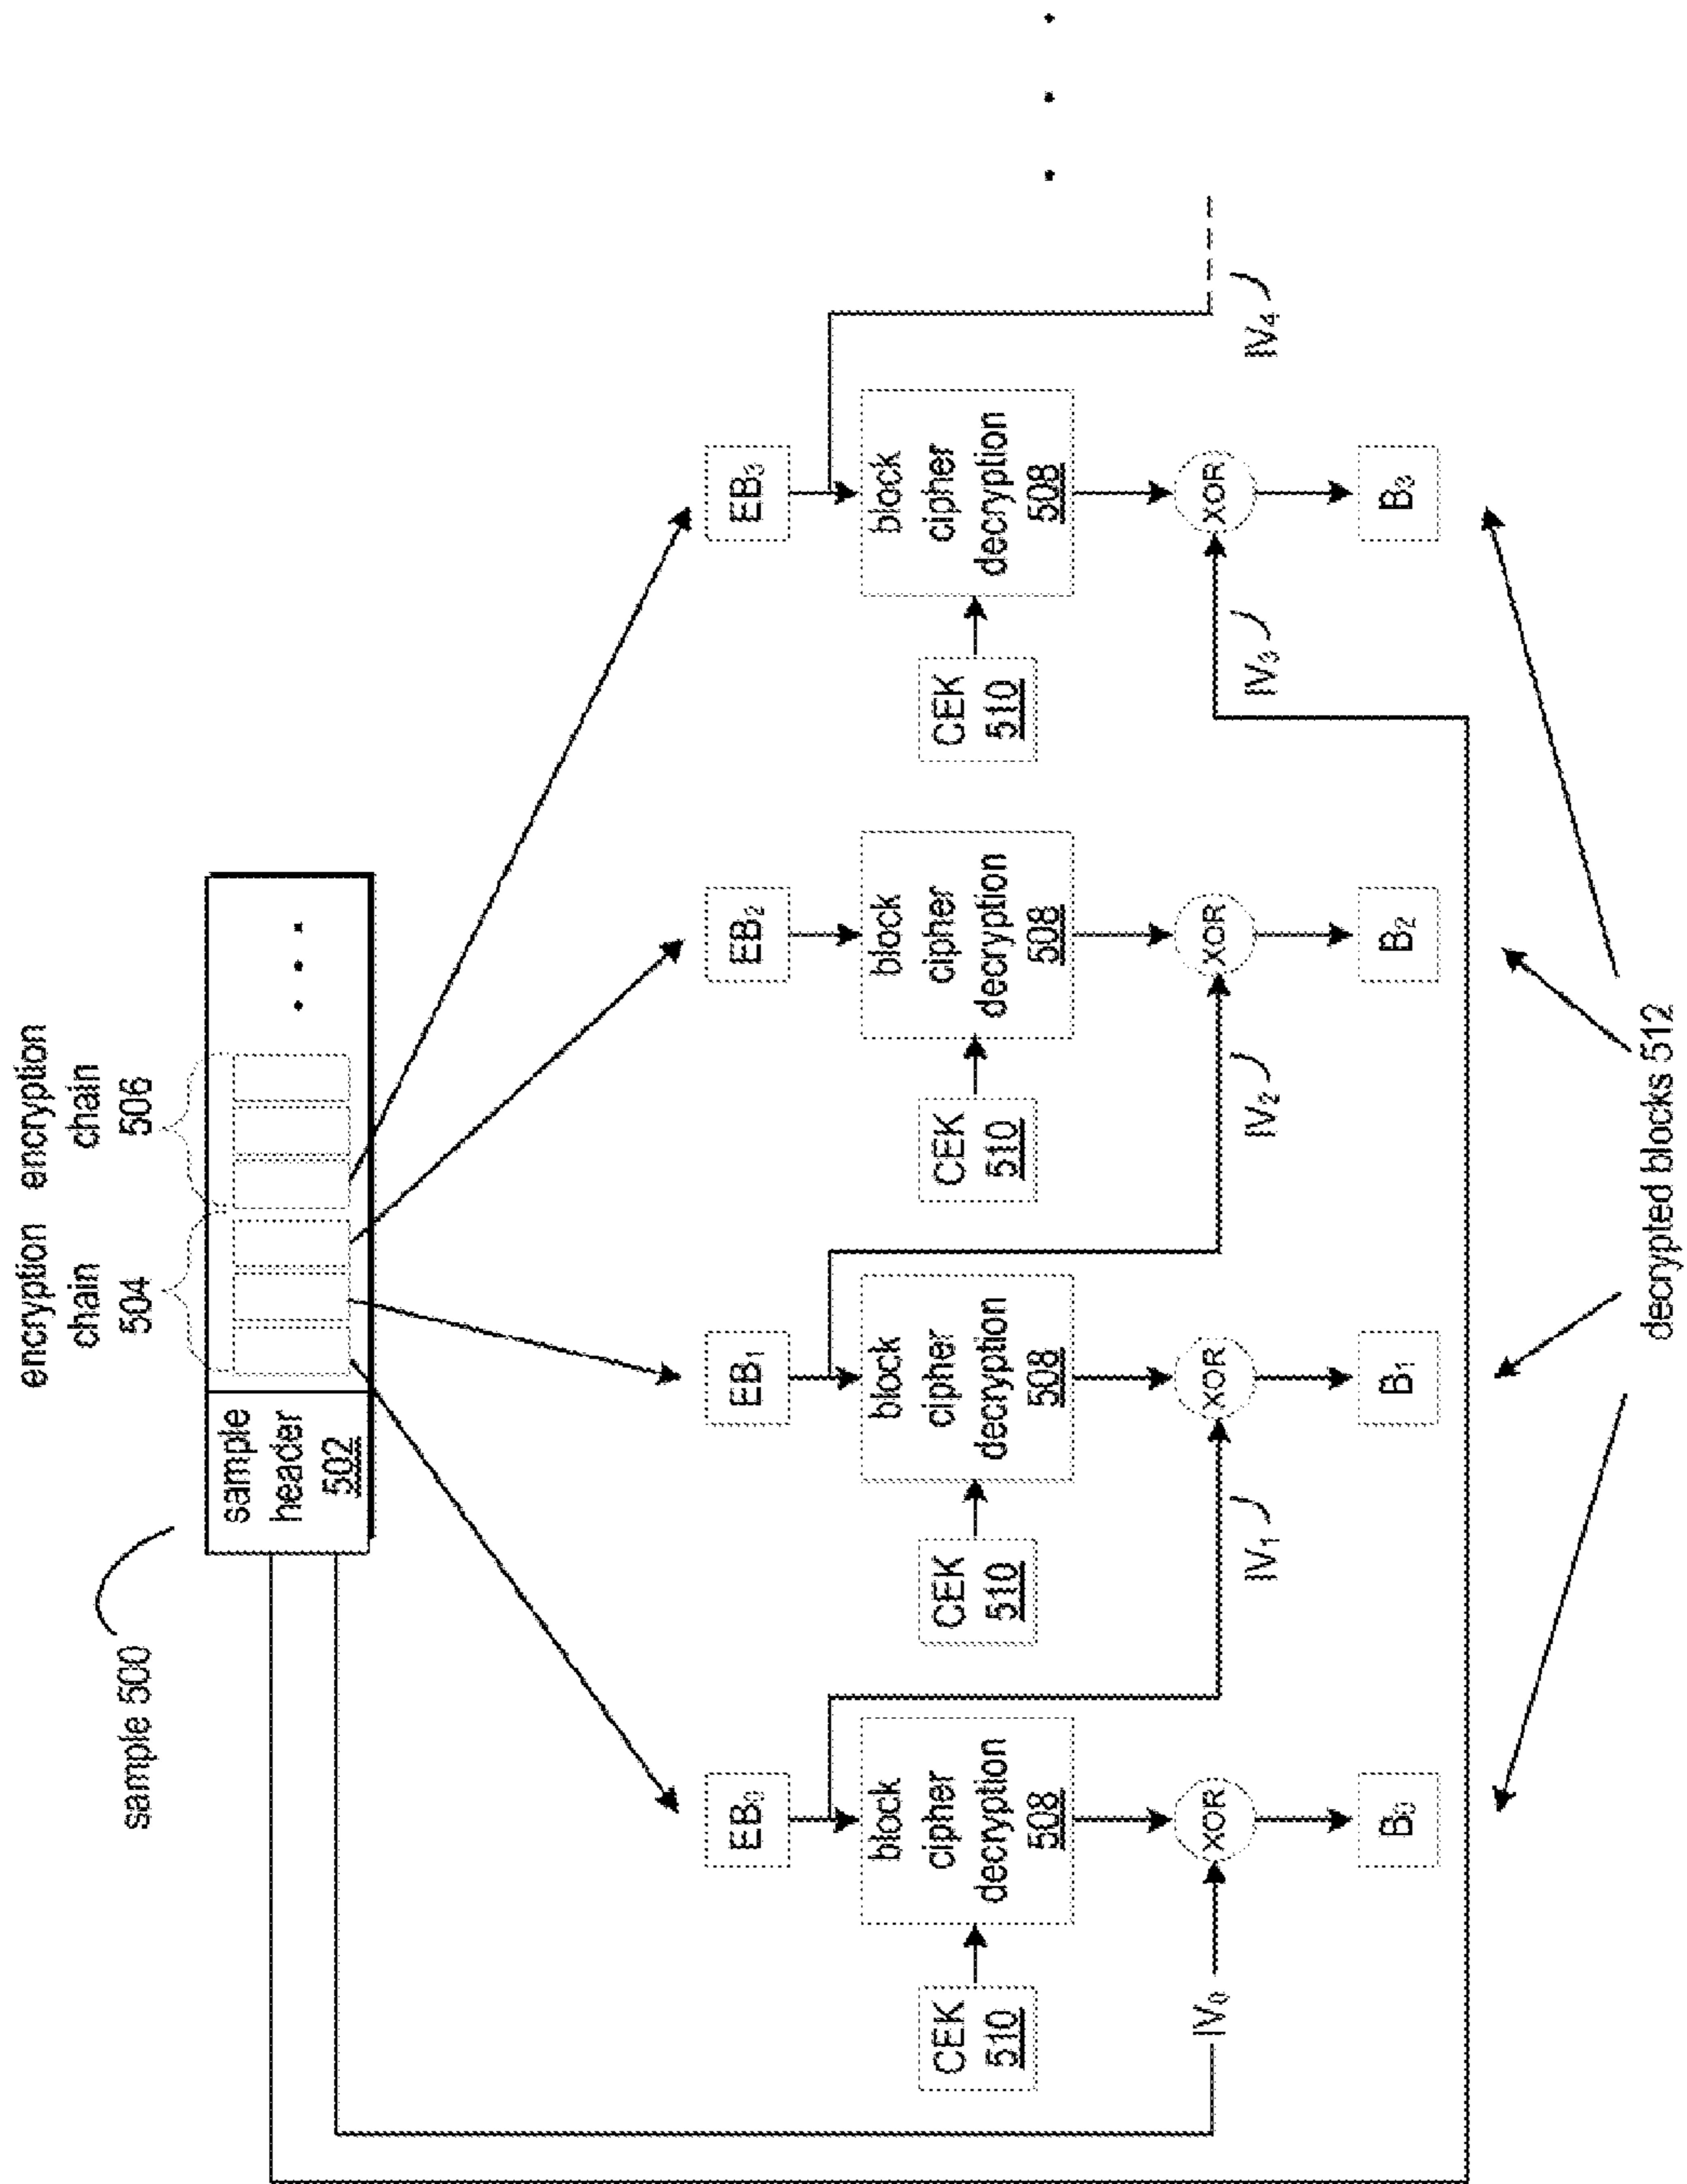 sample 500
sample
header
502
encryption
chain
504
encryption
chain
506
EB₀
EB₁
EB₂
EB₃
CEK
510
block
cipher
decryption
508
CEK
510
block
cipher
decryption
508
CEK
510
block
cipher
decryption
508
CEK
510
block
cipher
decryption
508
IV₀
XOR
IV₁
XOR
IV₂
XOR
IV₃
XOR
IV₄
B₀
B₁
B₂
B₃
decrypted blocks 512